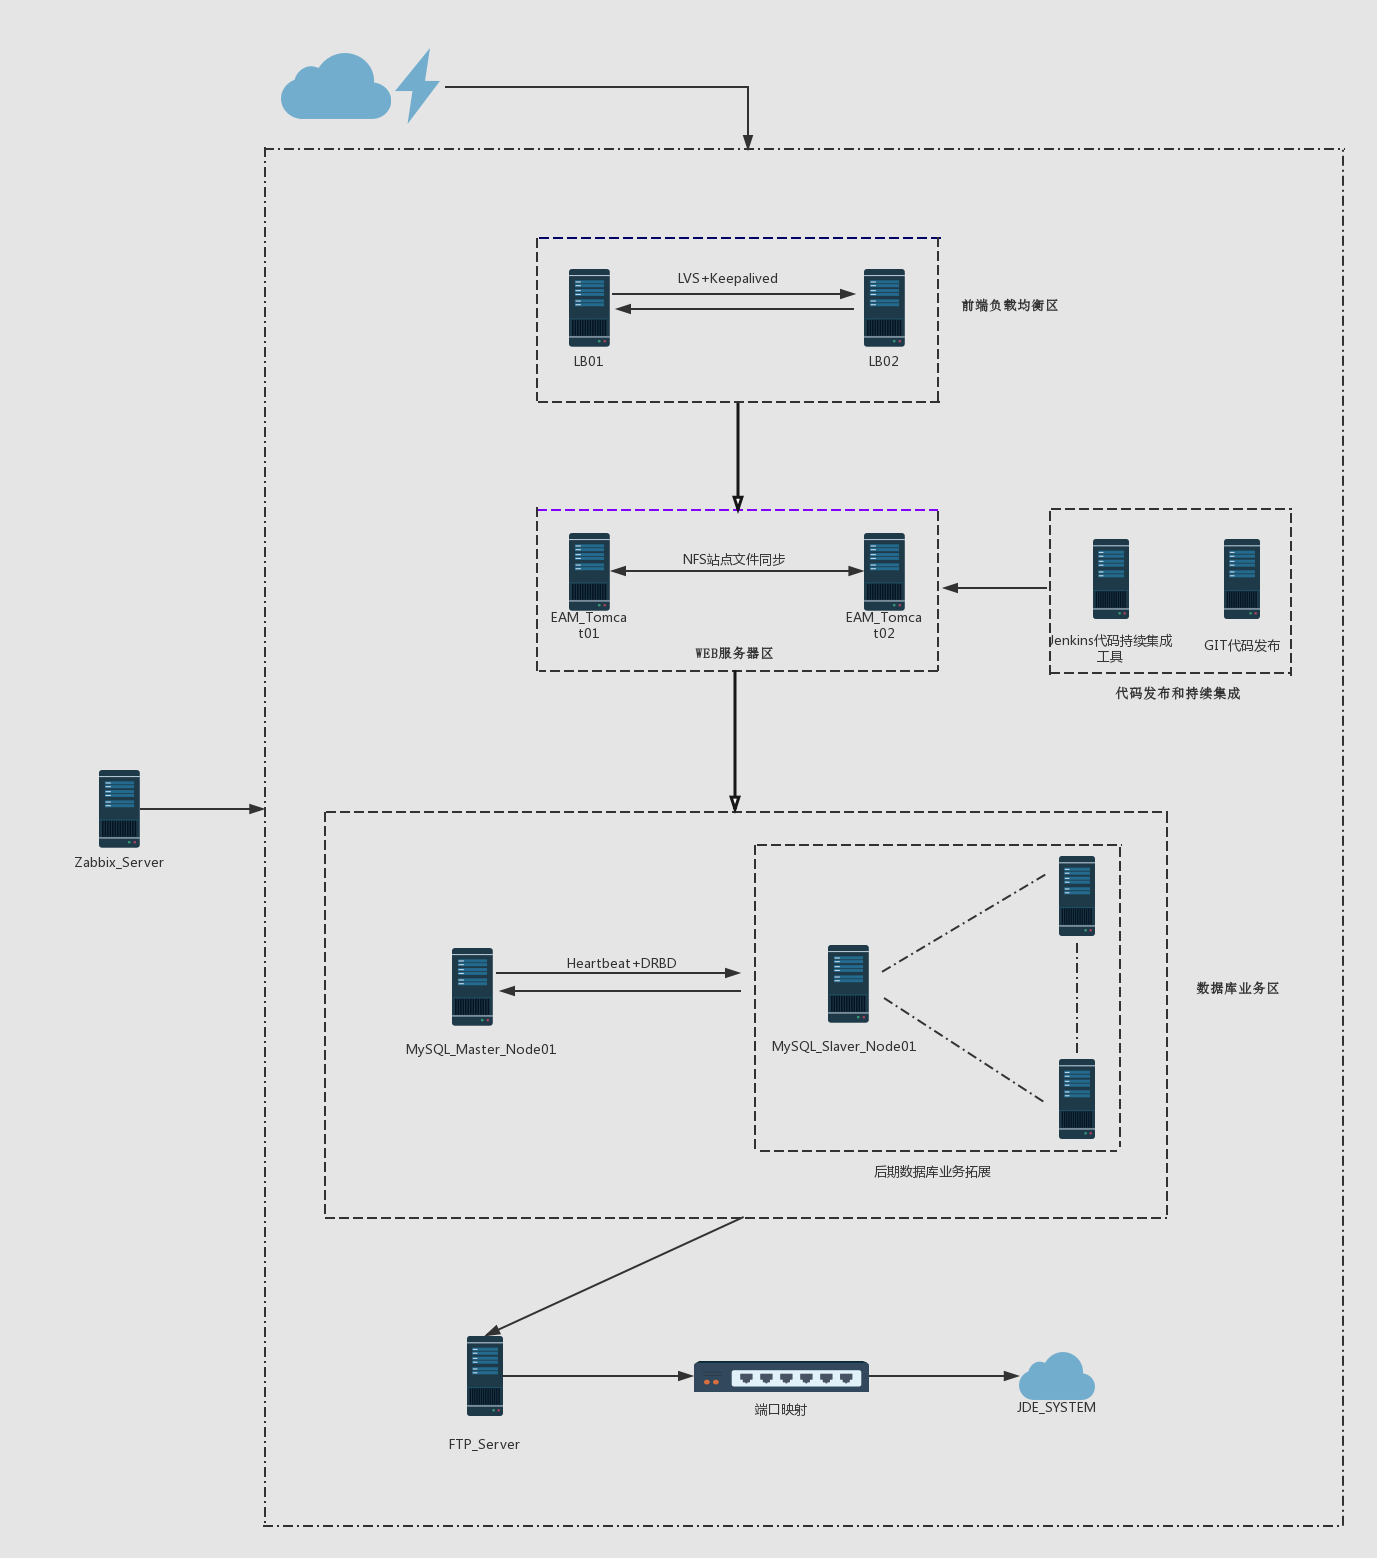 LVS+Keepalived
前端负载均衡区
LB01
LB02
NFS站点文件同步
EAM_Tomca
t01
EAM_Tomca
t02
WEB服务器区
Jenkins代码持续集成
工具
GIT代码发布
代码发布和持续集成
Zabbix_Server
Heartbeat+DRBD
MySQL_Master_Node01
MySQL_Slaver_Node01
数据库业务区
后期数据库业务拓展
FTP_Server
端口映射
JDE_SYSTEM